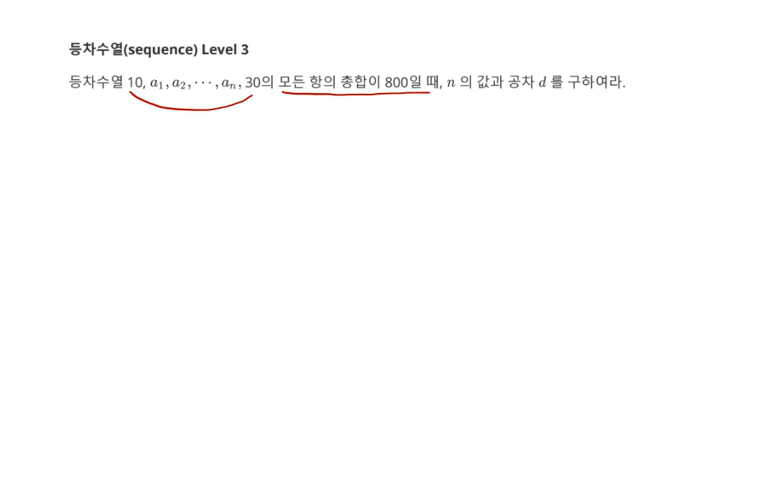 등차수열(sequence) Level 3
등차수열 10, a₁, a₂, ⋯, aₙ, 30의 모든 항의 총합이 800일 때, n 의 값과 공차 d 를 구하여라.